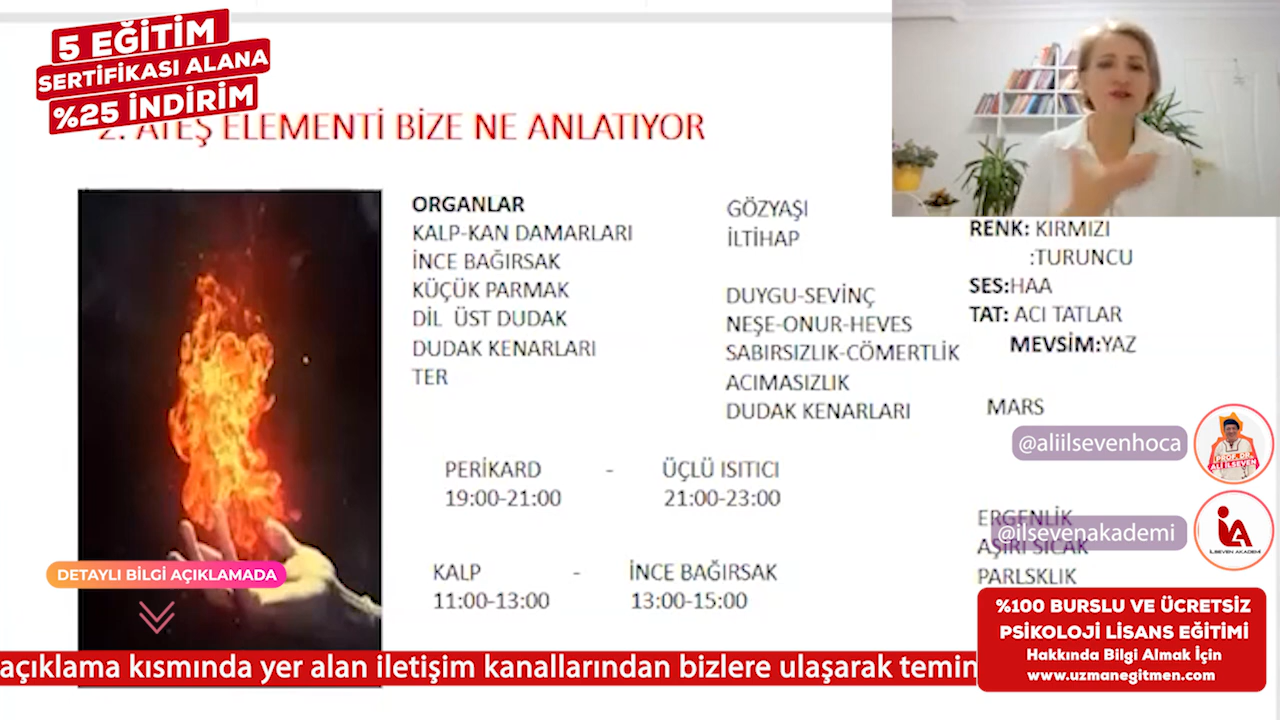 5 EĞİTİM
SERTİFİKASI ALANA
%25 İNDİRİM
2. ATEŞ ELEMENTİ BİZE NE ANLATIYOR
ORGANLAR
KALP-KAN DAMARLARI
İNCE BAĞIRSAK
KÜÇÜK PARMAK
DİL ÜST DUDAK
DUDAK KENARLARI
TER
GÖZYAŞI
İLTİHAP
DUYGU-SEVİNÇ
NEŞE-ONUR-HEVES
SABIRSIZLIK-CÖMERTLİK
ACIMASIZLIK
DUDAK KENARLARI
RENK: KIRMIZI
:TURUNCU
SES:HAA
TAT: ACI TATLAR
MEVSİM:YAZ
MARS
@aliilsevenhoca
PROF. DR.
ALİ İLSEVEN
PERİKARD - ÜÇLÜ ISITICI
19:00-21:00 21:00-23:00
ERGENLİK
@ilsevenakademi
AŞIRI SICAK
PARLSKLIK
İLSEVEN AKADEMİ
KALP - İNCE BAĞIRSAK
11:00-13:00 13:00-15:00
DETAYLI BİLGİ AÇIKLAMADA
%100 BURSLU VE ÜCRETSİZ
PSİKOLOJİ LİSANS EĞİTİMİ
Hakkında Bilgi Almak İçin
www.uzmanegitmen.com
açıklama kısmında yer alan iletişim kanallarından bizlere ulaşarak temin